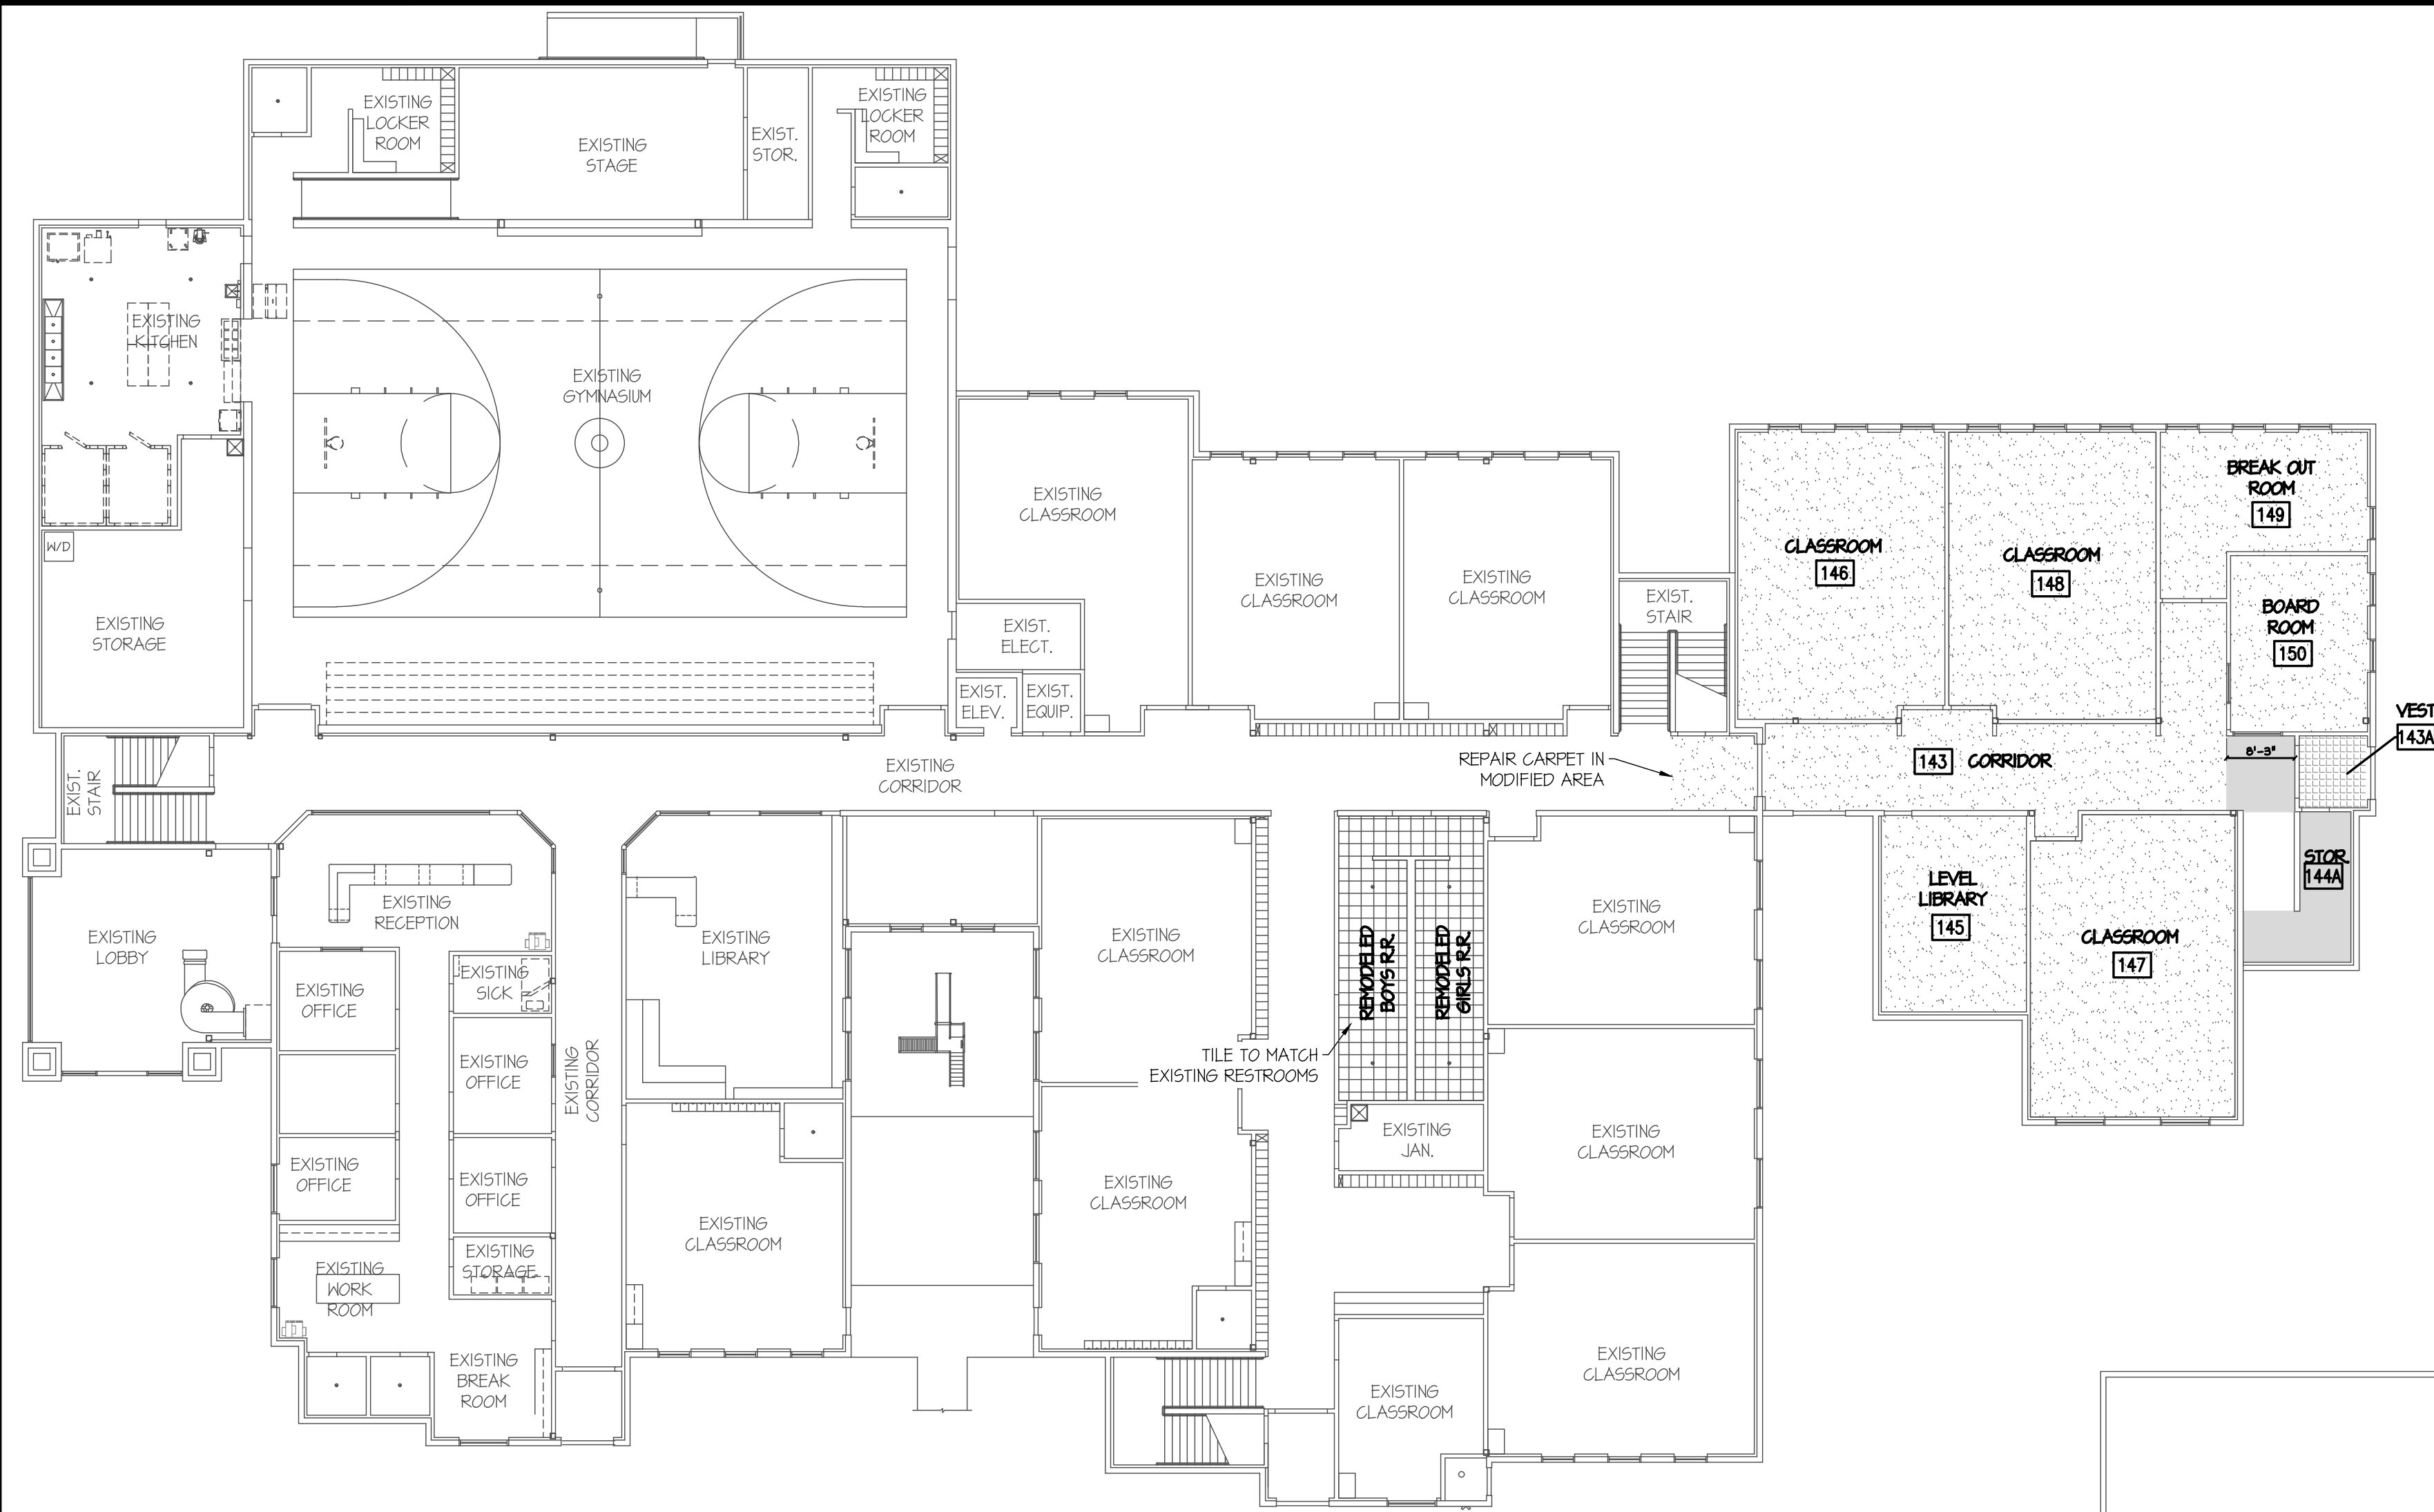 EXISTING
LOCKER
ROOM
EXISTING
STAGE
EXIST.
STOR.
EXISTING
LOCKER
ROOM
EXISTING
KITCHEN
EXISTING
GYMNASIUM
W/D
EXISTING
STORAGE
EXISTING
CLASSROOM
EXIST.
ELECT.
EXIST.
ELEV.
EXIST.
EQUIP.
EXISTING
CLASSROOM
EXISTING
CLASSROOM
EXIST.
STAIR
CLASSROOM
146
CLASSROOM
148
BREAK OUT
ROOM
149
BOARD
ROOM
150
VEST
143A
8'-3"
143 CORRIDOR
REPAIR CARPET IN
MODIFIED AREA
EXISTING
CORRIDOR
EXIST.
STAIR
EXISTING
LOBBY
EXISTING
RECEPTION
EXISTING
OFFICE
EXISTING
SICK
EXISTING
OFFICE
EXISTING
OFFICE
EXISTING
OFFICE
EXISTING
STORAGE
EXISTING
WORK
ROOM
EXISTING
BREAK
ROOM
EXISTING
CORRIDOR
EXISTING
LIBRARY
EXISTING
CLASSROOM
EXISTING
CLASSROOM
EXISTING
CLASSROOM
REMODELED
BOYS R.R.
REMODELED
GIRLS R.R.
TILE TO MATCH
EXISTING RESTROOMS
EXISTING
JAN.
EXISTING
CLASSROOM
EXISTING
CLASSROOM
EXISTING
CLASSROOM
EXISTING
CLASSROOM
LEVEL
LIBRARY
145
CLASSROOM
147
STOR.
144A